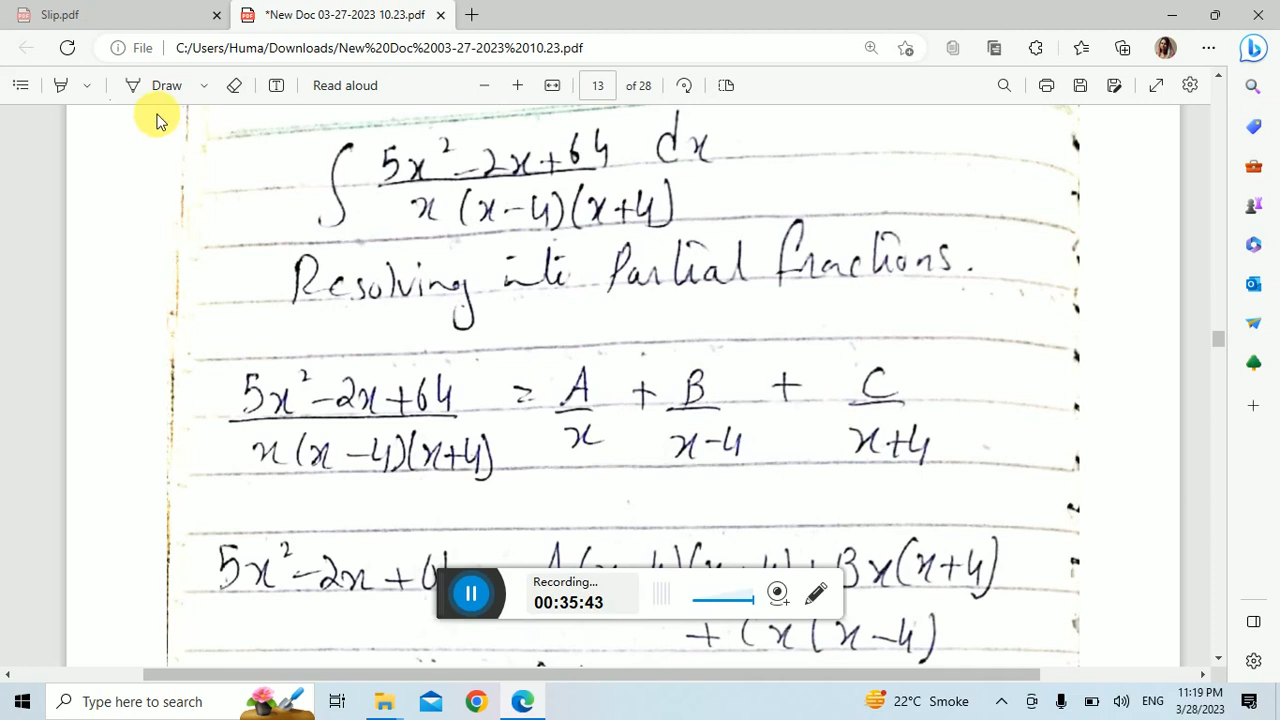 Slip.pdf
*New Doc 03-27-2023 10.23.pdf
File
C:/Users/Huma/Downloads/New%20Doc%2003-27-2023%2010.23.pdf
Draw
Read aloud
13 of 28
∫ (5x² - 2x + 64) / (x (x-4)(x+4)) dx
Resolving into Partial fractions.
(5x² - 2x + 64) / (x(x-4)(x+4)) = A/x + B/(x-4) + C/(x+4)
5x² - 2x + Bx(x+4)
+ Cx(x-4)
Recording...
00:35:43
Type here to search
22°C Smoke
ENG
11:19 PM
3/28/2023